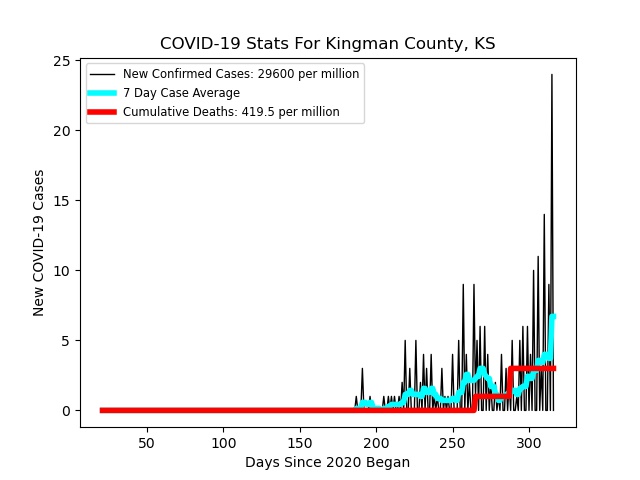 COVID-19 Stats For Kingman County, KS
New Confirmed Cases: 29600 per million
7 Day Case Average
Cumulative Deaths: 419.5 per million
New COVID-19 Cases
25
20
15
10
5
0
50 100 150 200 250 300
Days Since 2020 Began